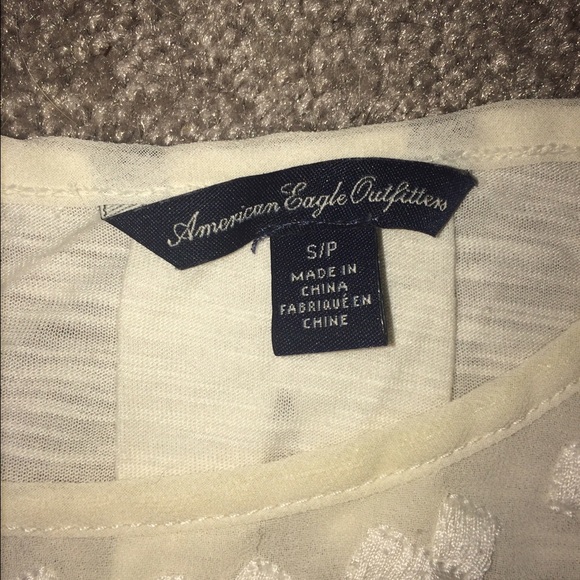 American Eagle Outfitters
S/P
MADE IN
CHINA
FABRIQUÉ EN
CHINE